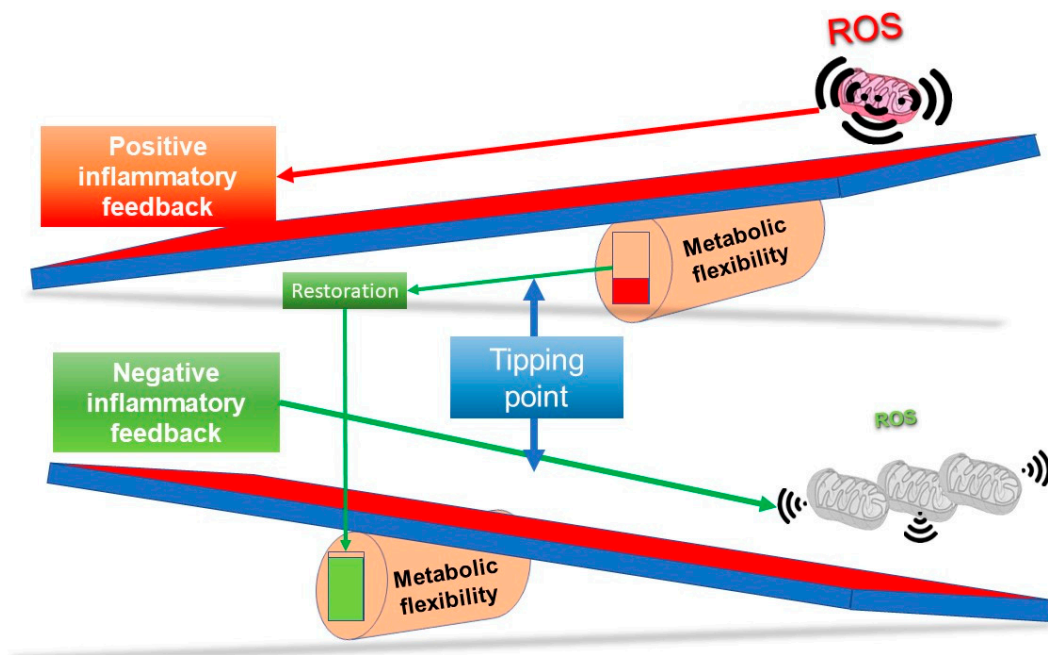 ROS
Positive
inflammatory
feedback
Metabolic
flexibility
Restoration
Tipping
point
Negative
inflammatory
feedback
ROS
Metabolic
flexibility